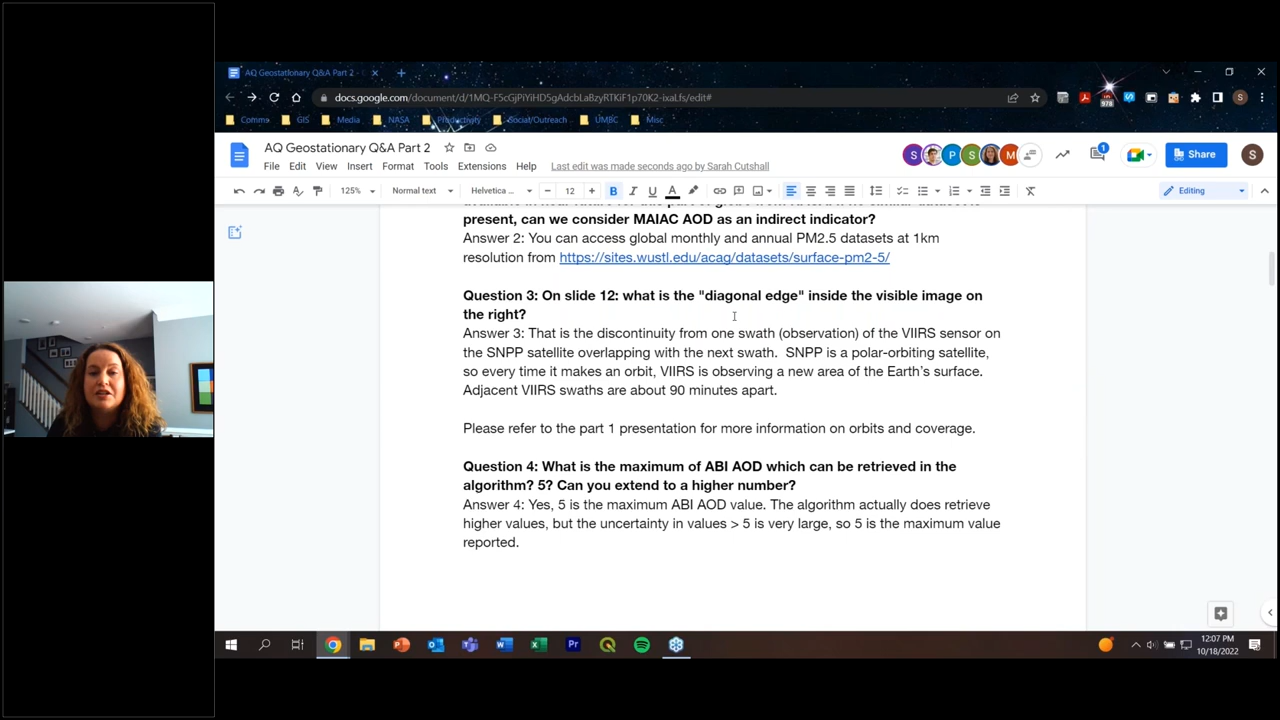 AQ Geostationary Q&A Part 2 -
docs.google.com/document/d/1MQ-F5cGjPiYiHD5gAdcbLaBzyRTKiF1p70K2-ixaLfs/edit#
Comms GIS Media NASA Productivity Social/Outreach UMBC Misc
AQ Geostationary Q&A Part 2
File Edit View Insert Format Tools Extensions Help Last edit was made seconds ago by Sarah Cutshall
S P S M 1 Share S
125% Normal text Helvetica ... 12 B I U A Editing
present, can we consider MAIAC AOD as an indirect indicator?
Answer 2: You can access global monthly and annual PM2.5 datasets at 1km
resolution from https://sites.wustl.edu/acag/datasets/surface-pm2-5/
Question 3: On slide 12: what is the "diagonal edge" inside the visible image on
the right?
Answer 3: That is the discontinuity from one swath (observation) of the VIIRS sensor on
the SNPP satellite overlapping with the next swath.  SNPP is a polar-orbiting satellite,
so every time it makes an orbit, VIIRS is observing a new area of the Earth's surface.
Adjacent VIIRS swaths are about 90 minutes apart.
Please refer to the part 1 presentation for more information on orbits and coverage.
Question 4: What is the maximum of ABI AOD which can be retrieved in the
algorithm? 5? Can you extend to a higher number?
Answer 4: Yes, 5 is the maximum ABI AOD value. The algorithm actually does retrieve
higher values, but the uncertainty in values > 5 is very large, so 5 is the maximum value
reported.
12:07 PM
10/18/2022